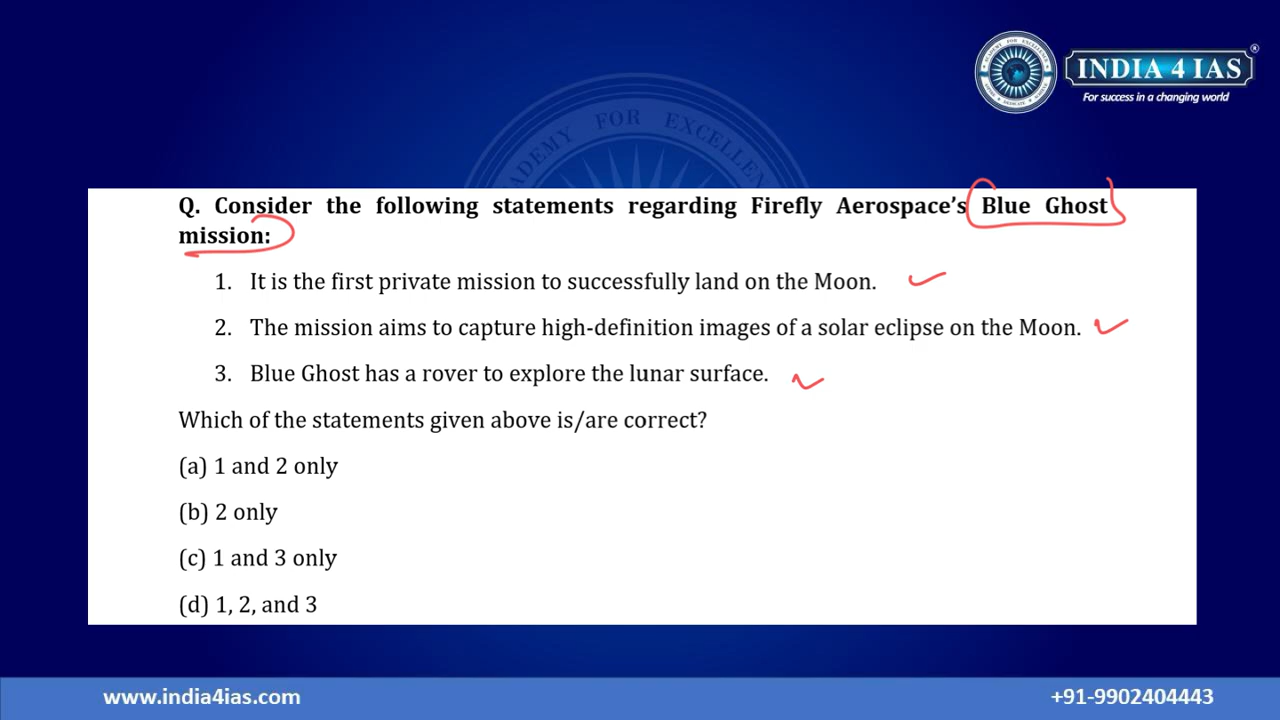 INDIA 4 IAS
®
For success in a changing world
ACADEMY FOR EXCELLENCE
Q. Consider the following statements regarding Firefly Aerospace’s Blue Ghost
mission:
1. It is the first private mission to successfully land on the Moon.
2. The mission aims to capture high-definition images of a solar eclipse on the Moon.
3. Blue Ghost has a rover to explore the lunar surface.
Which of the statements given above is/are correct?
(a) 1 and 2 only
(b) 2 only
(c) 1 and 3 only
(d) 1, 2, and 3
www.india4ias.com
+91-9902404443